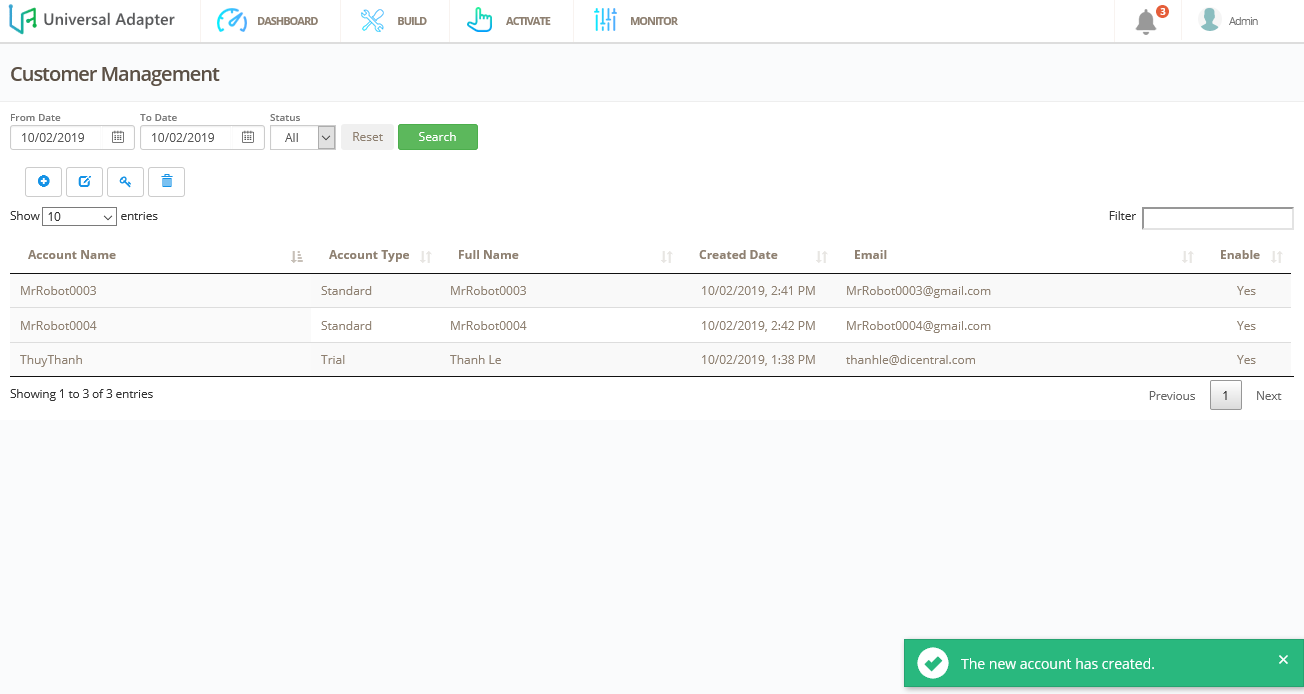 Universal Adapter DASHBOARD BUILD ACTIVATE MONITOR 3 Admin
Customer Management
From Date To Date Status
10/02/2019 10/02/2019 All Reset Search
Show 10 entries Filter
Account Name Account Type Full Name Created Date Email Enable
MrRobot0003 Standard MrRobot0003 10/02/2019, 2:41 PM MrRobot0003@gmail.com Yes
MrRobot0004 Standard MrRobot0004 10/02/2019, 2:42 PM MrRobot0004@gmail.com Yes
ThuyThanh Trial Thanh Le 10/02/2019, 1:38 PM thanhle@dicentral.com Yes
Showing 1 to 3 of 3 entries Previous 1 Next
The new account has created.